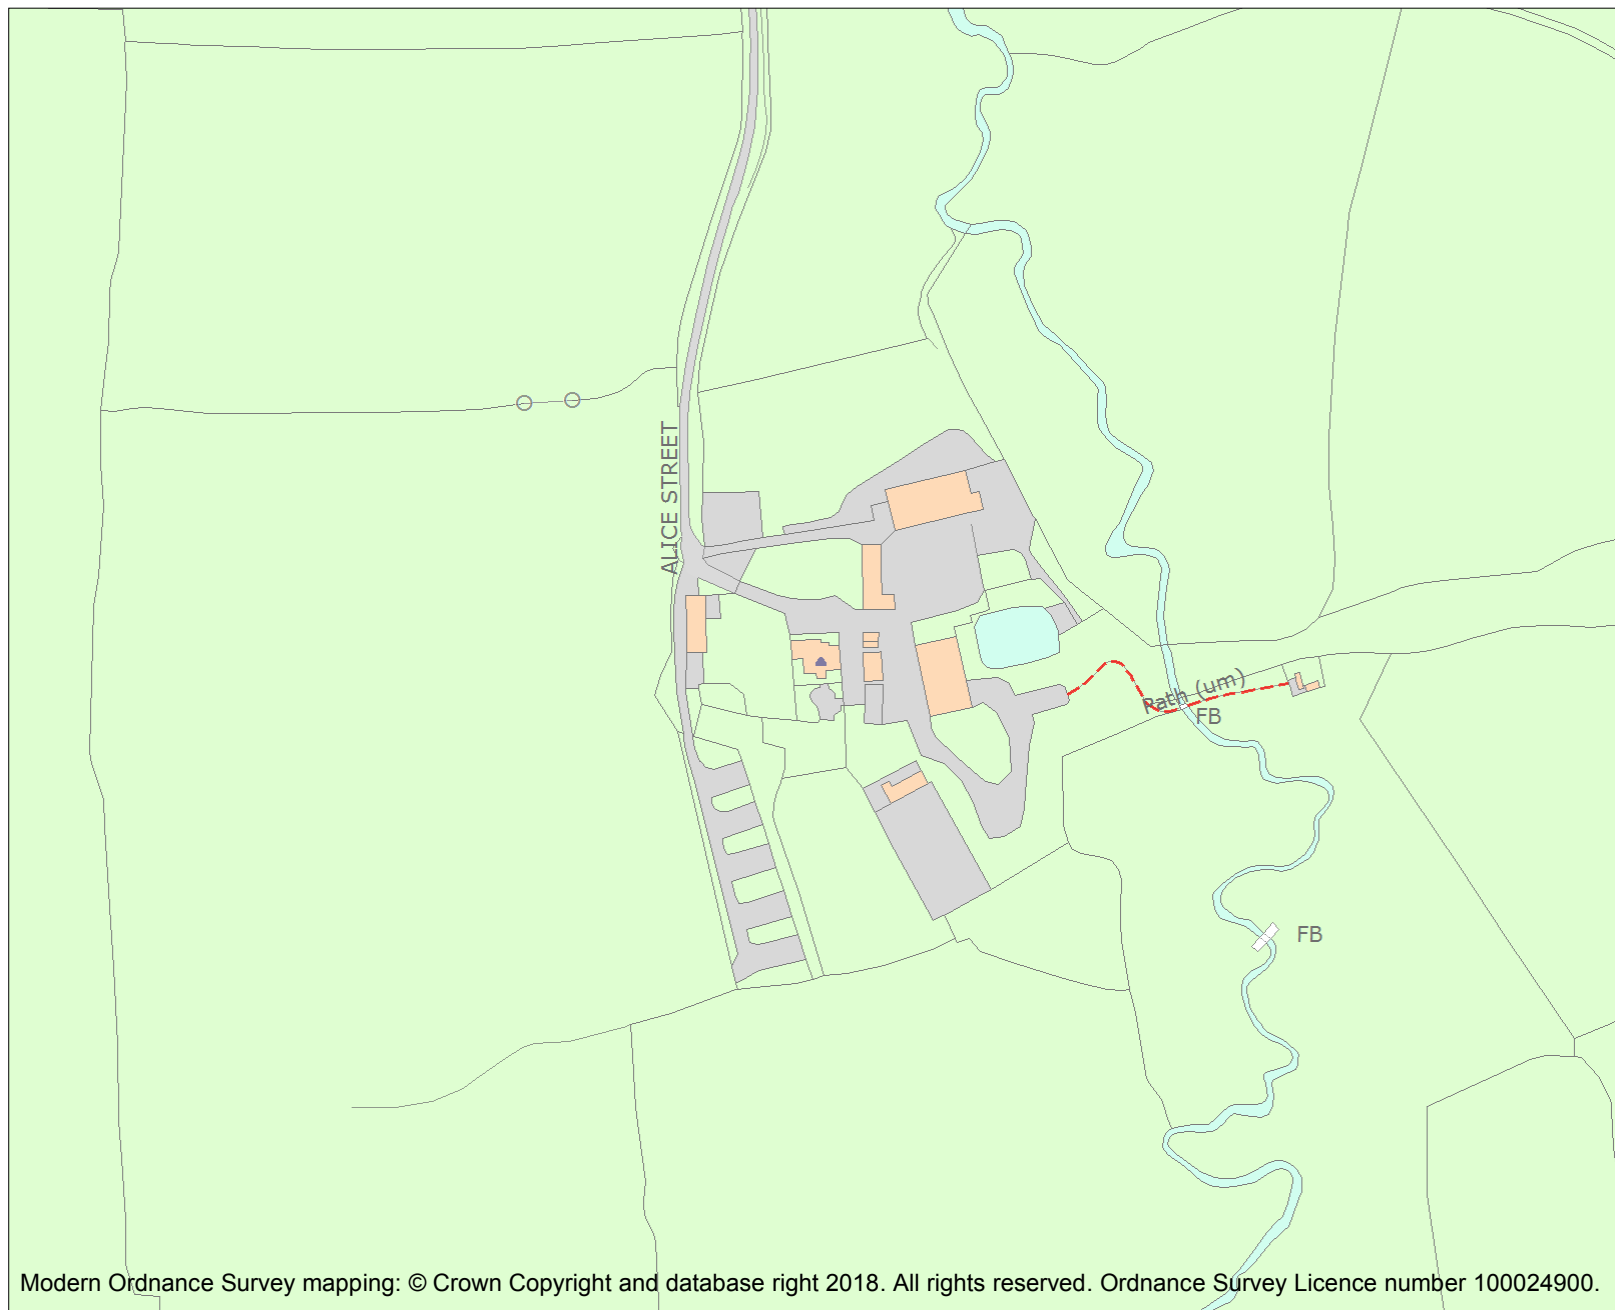 ALICE STREET
Path (um)
FB
FB
Modern Ordnance Survey mapping: © Crown Copyright and database right 2018. All rights reserved. Ordnance Survey Licence number 100024900.